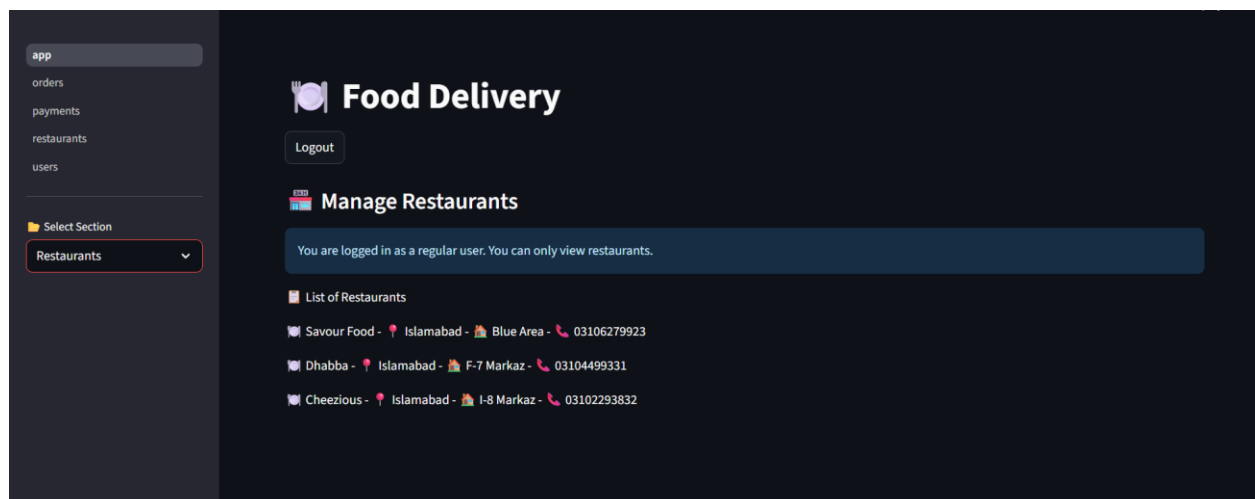 app
orders
payments
restaurants
users
Select Section
Restaurants
Food Delivery
Logout
Manage Restaurants
You are logged in as a regular user. You can only view restaurants.
List of Restaurants
Savour Food - Islamabad - Blue Area - 03106279923
Dhabba - Islamabad - F-7 Markaz - 03104499331
Cheezious - Islamabad - I-8 Markaz - 03102293832